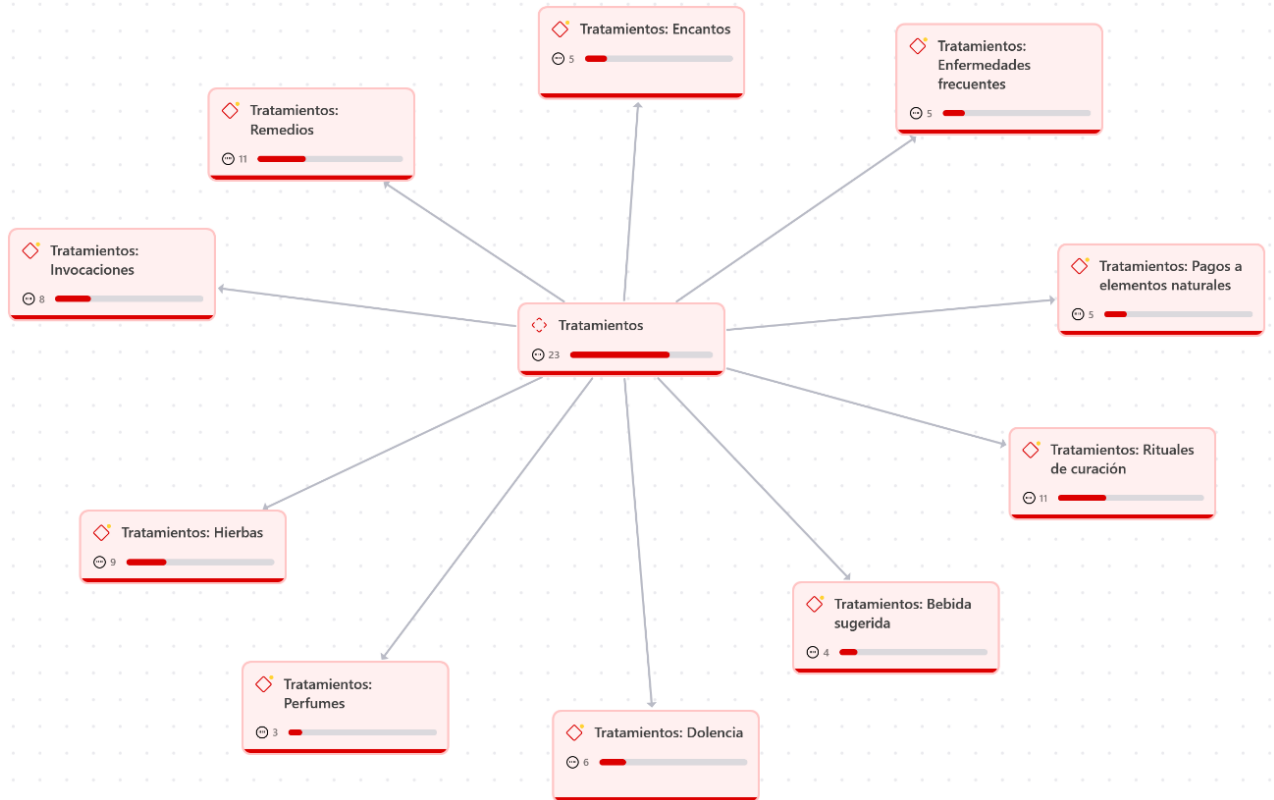 Tratamientos: Encantos
5
Tratamientos:
Enfermedades
frecuentes
5
Tratamientos:
Remedios
11
Tratamientos:
Invocaciones
8
Tratamientos: Pagos a
elementos naturales
5
Tratamientos
23
Tratamientos: Rituales
de curación
11
Tratamientos: Hierbas
9
Tratamientos: Bebida
sugerida
4
Tratamientos:
Perfumes
3
Tratamientos: Dolencia
6